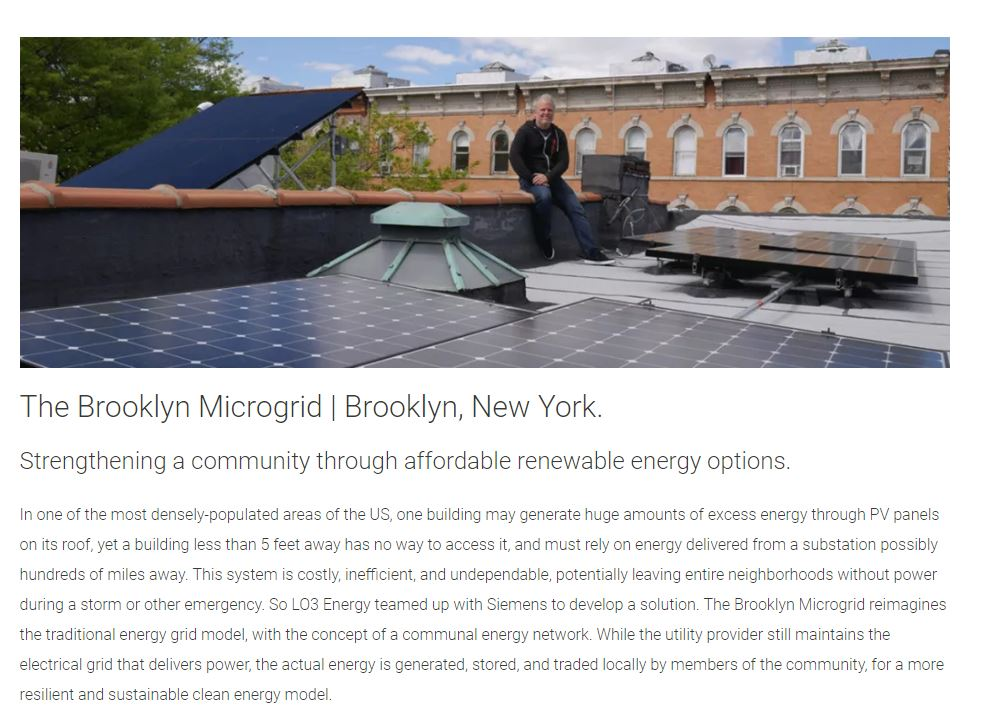 The Brooklyn Microgrid | Brooklyn, New York.
Strengthening a community through affordable renewable energy options.
In one of the most densely-populated areas of the US, one building may generate huge amounts of excess energy through PV panels
on its roof, yet a building less than 5 feet away has no way to access it, and must rely on energy delivered from a substation possibly
hundreds of miles away. This system is costly, inefficient, and undependable, potentially leaving entire neighborhoods without power
during a storm or other emergency. So LO3 Energy teamed up with Siemens to develop a solution. The Brooklyn Microgrid reimagines
the traditional energy grid model, with the concept of a communal energy network. While the utility provider still maintains the
electrical grid that delivers power, the actual energy is generated, stored, and traded locally by members of the community, for a more
resilient and sustainable clean energy model.